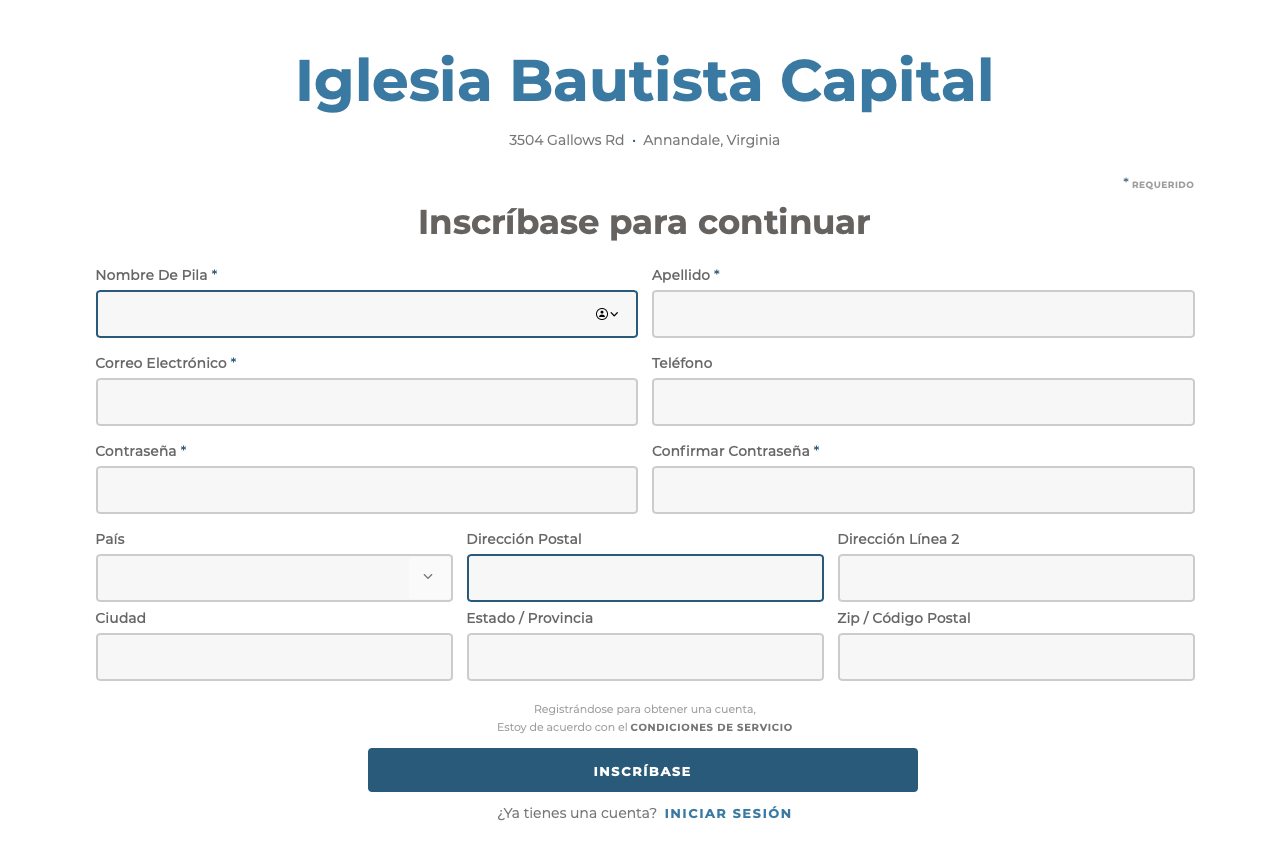 Iglesia Bautista Capital
3504 Gallows Rd • Annandale, Virginia
* REQUERIDO
Inscríbase para continuar
Nombre De Pila * Apellido *
Correo Electrónico * Teléfono
Contraseña * Confirmar Contraseña *
País Dirección Postal Dirección Línea 2
Ciudad Estado / Provincia Zip / Código Postal
Registrándose para obtener una cuenta,
Estoy de acuerdo con el CONDICIONES DE SERVICIO
INSCRÍBASE
¿Ya tienes una cuenta? INICIAR SESIÓN